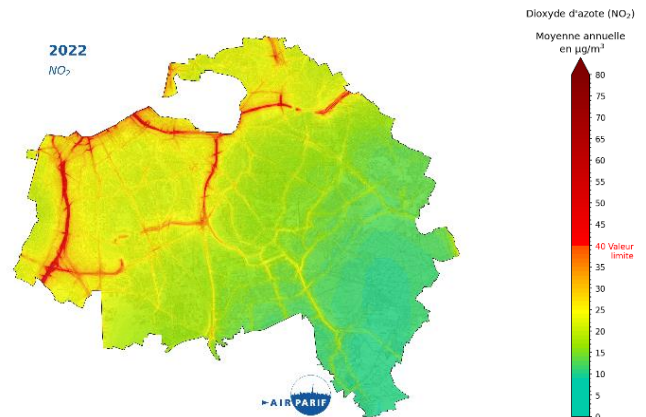 Dioxyde d'azote (NO₂)
Moyenne annuelle
en µg/m³
2022
NO₂
80
75
70
65
60
55
50
45
40 Valeur
limite
35
30
25
20
15
10
5
0
AIRPARIF